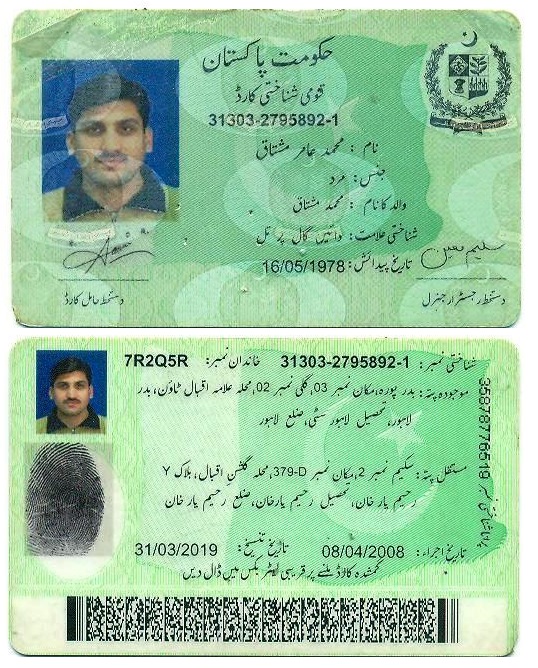 حکومت پاکستان
قومی شناختی کارڈ
31303-2795892-1
نام: محمد عامر مشتاق
جنس: مرد
والد کا نام: محمد مشتاق
شناختی علامت: دائیں گال پر تل
تاریخ پیدائش: 16/05/1978
دستخط حامل کارڈ
دستخط رجسٹرار جنرل
شناختی نمبر: 31303-2795892-1 خاندان نمبر: 7R2Q5R
موجودہ پتہ: بدر پورہ، مکان نمبر 03، گلی نمبر 02، محلہ علامہ اقبال ٹاؤن، بدر
لاہور، تحصیل لاہور سٹی، ضلع لاہور
مستقل پتہ: سکیم نمبر 2، مکان نمبر 379-D، محلہ گلشن اقبال، بلاک Y
رحیم یار خان، تحصیل رحیم یار خان، ضلع رحیم یار خان
تاریخ اجراء: 08/04/2008 تاریخ تنسیخ: 31/03/2019
گمشدہ کارڈ ملنے پر قریبی لیٹر بکس میں ڈال دیں
35878776519